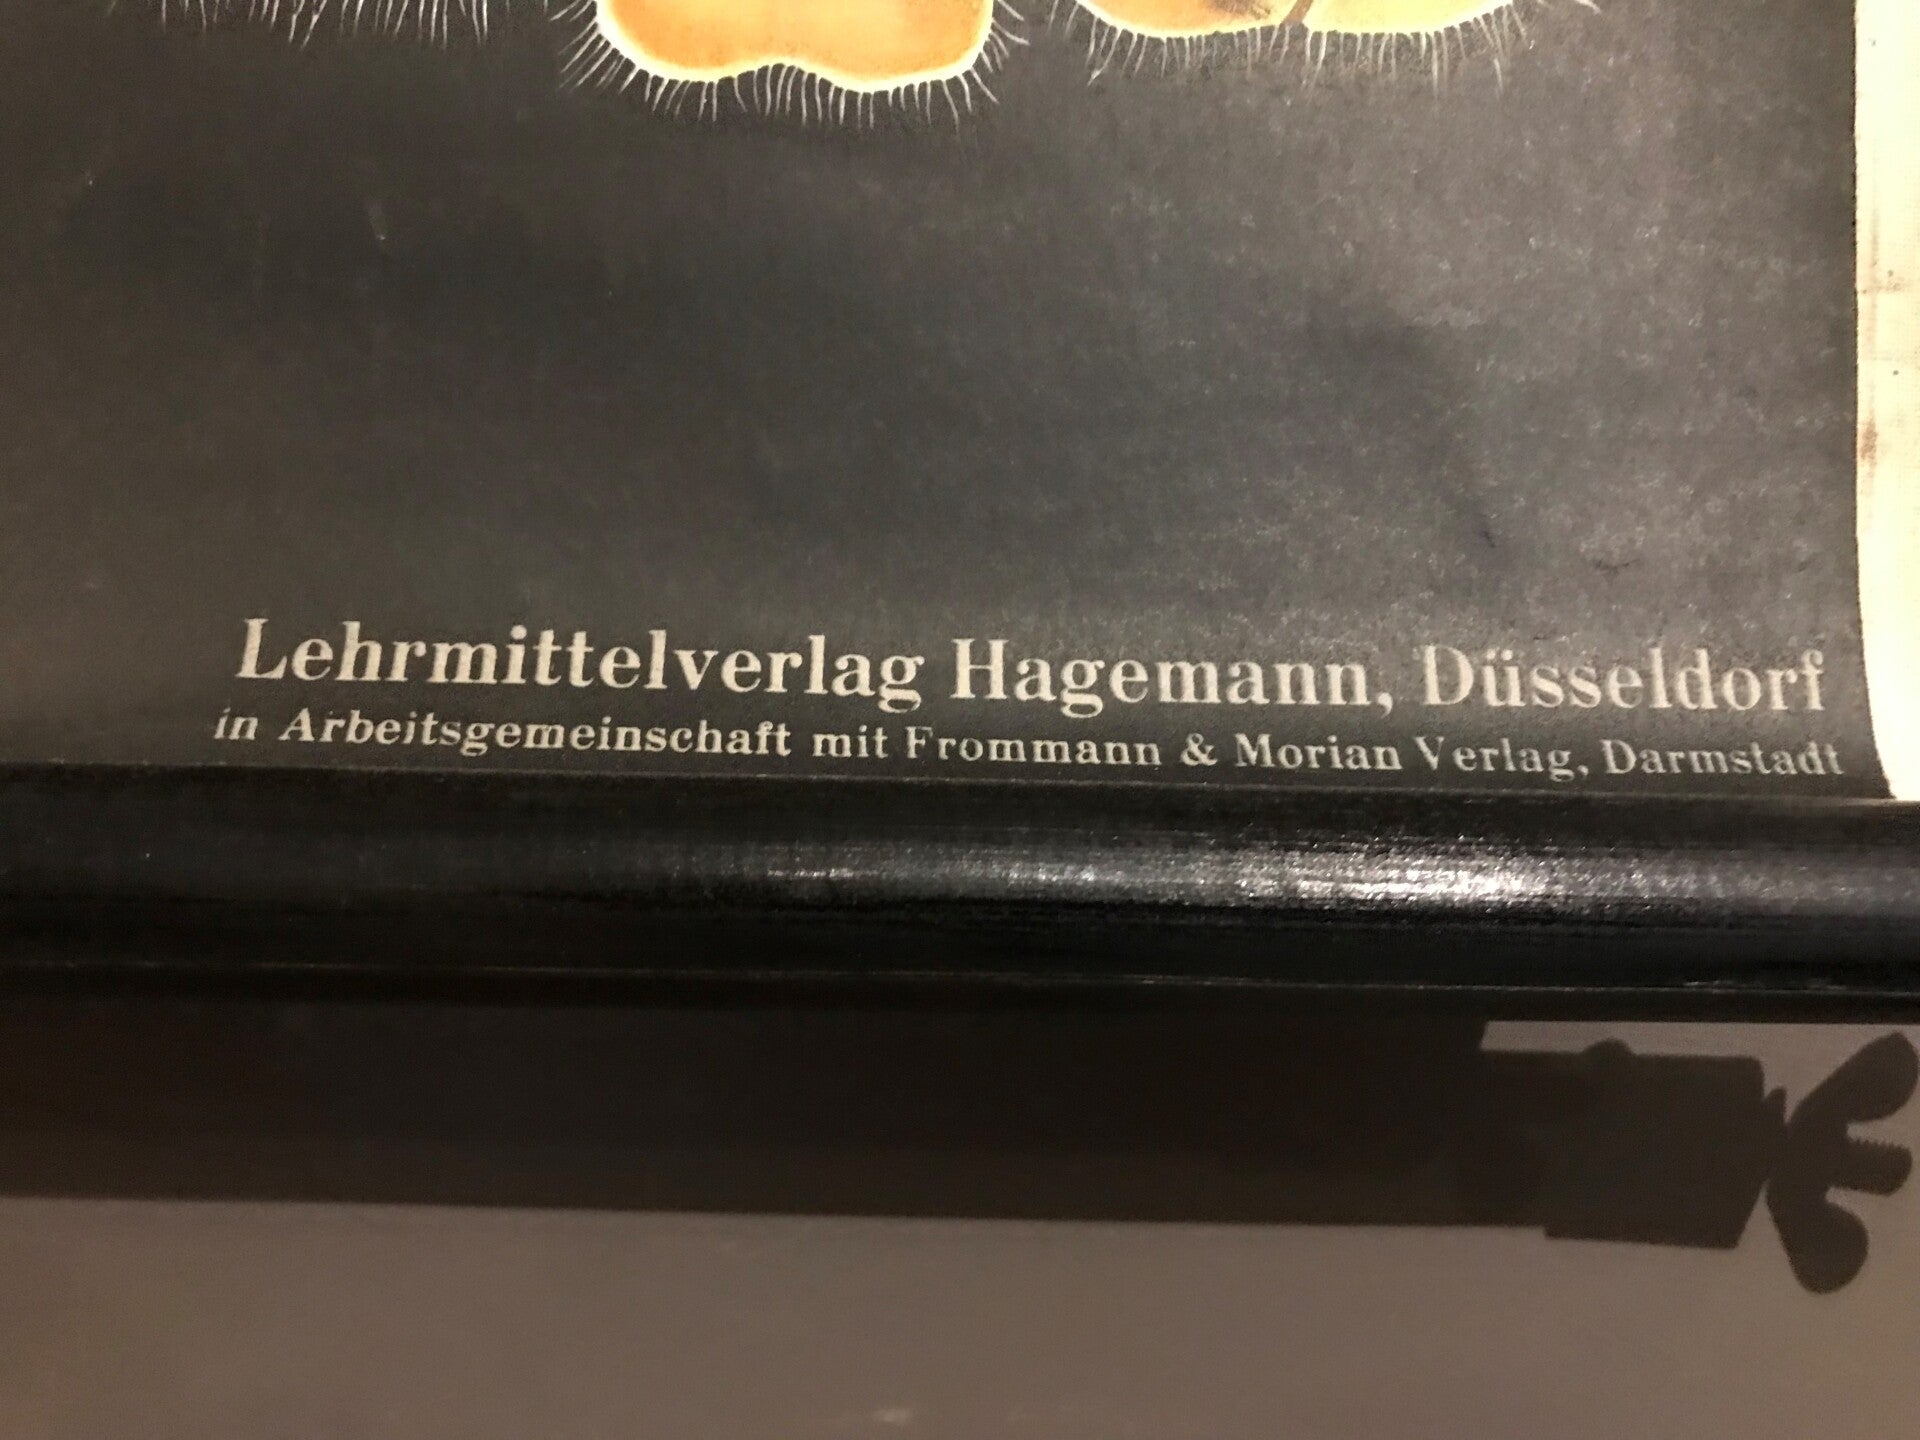 Lehrmittelverlag Hagemann, Düsseldorf
in Arbeitsgemeinschaft mit Frommann & Morian Verlag, Darmstadt